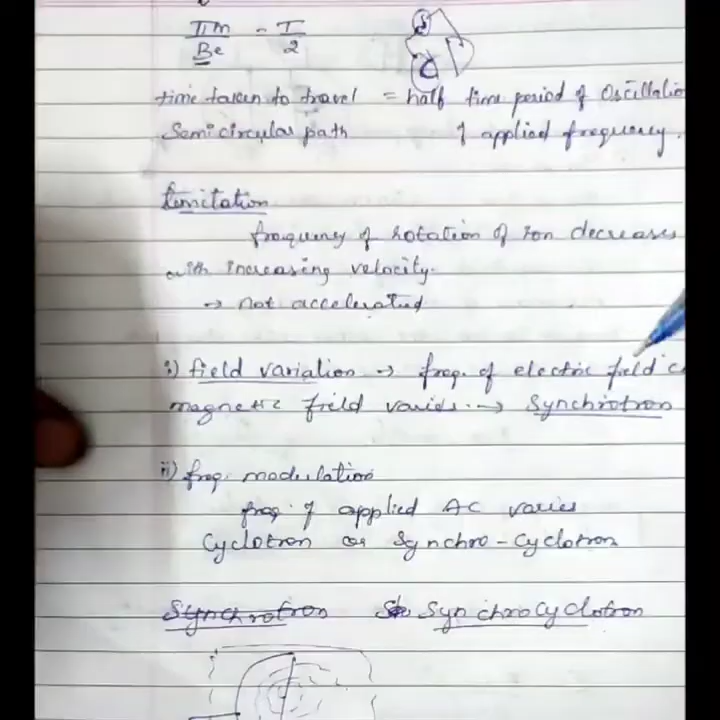 πm/Be = T/2
time taken to travel = half time period of Oscillatio
Semicircular path of applied frequency.
Limitation
frequency of rotation of ion decreases
with increasing velocity.
→ not accelerated
i) field variation → freq. of electric field c
magnetic field varies → Synchrotron
ii) freq. modulation
freq. of applied AC varies
Cyclotron or Synchro-cyclotron
Synchrotron Synchrocyclotron